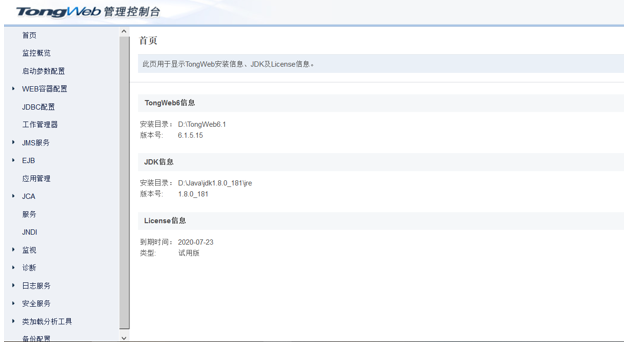 TongWeb 管理控制台
首页
监控概览
启动参数配置
WEB容器配置
JDBC配置
工作管理器
JMS服务
EJB
应用管理
JCA
服务
JNDI
监视
诊断
日志服务
安全服务
类加载分析工具
备份配置
首页
此页用于显示TongWeb安装信息、JDK及License信息。
TongWeb6信息
安装目录： D:\TongWeb6.1
版本号: 6.1.5.15
JDK信息
安装目录： D:\Java\jdk1.8.0_181\jre
版本号: 1.8.0_181
License信息
到期时间： 2020-07-23
类型: 试用版